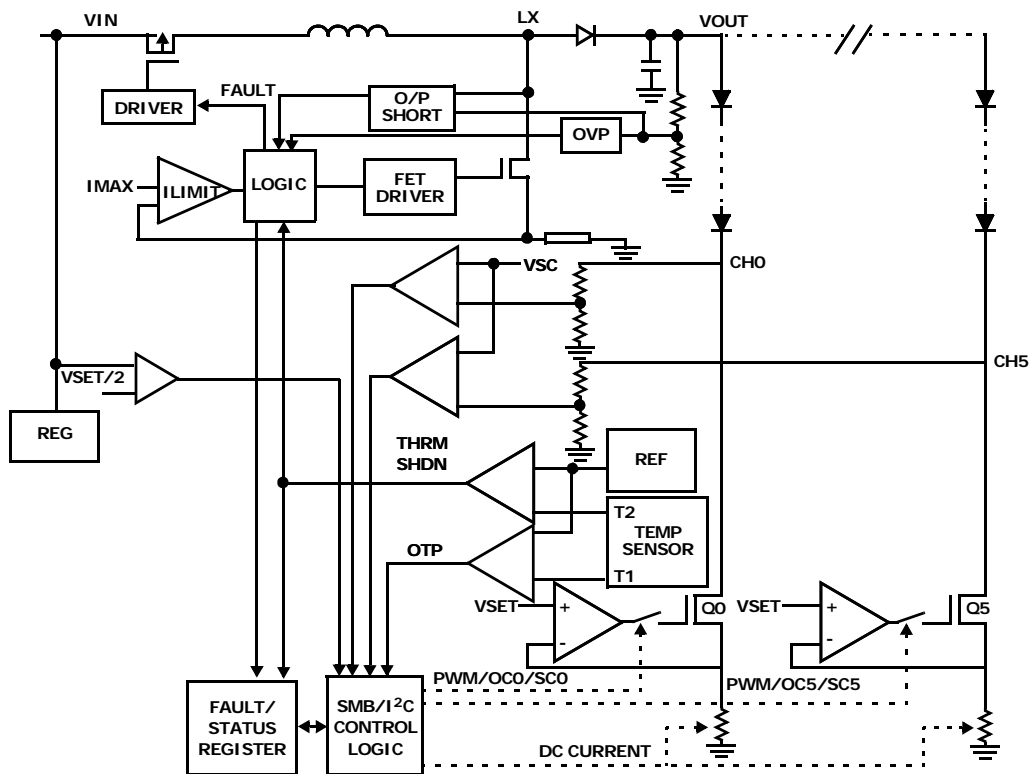 VIN
LX
VOUT
FAULT
DRIVER
O/P
SHORT
OVP
IMAX
ILIMIT
LOGIC
FET
DRIVER
VSC
CH0
VSET/2
CH5
REG
THRM
SHDN
REF
T2
TEMP
SENSOR
OTP
T1
VSET
+
-
Q0
VSET
+
-
Q5
PWM/OC0/SC0
PWM/OC5/SC5
FAULT/
STATUS
REGISTER
SMB/I²C
CONTROL
LOGIC
DC CURRENT